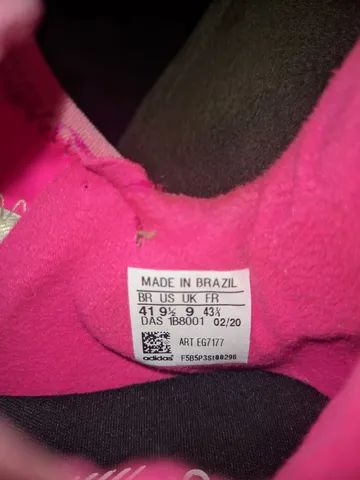 MADE IN BRAZIL
BR US UK FR
41 9½ 9 43⅓
DAS 1B8001 02/20
ART EG7177
adidas F5B5P3S100296